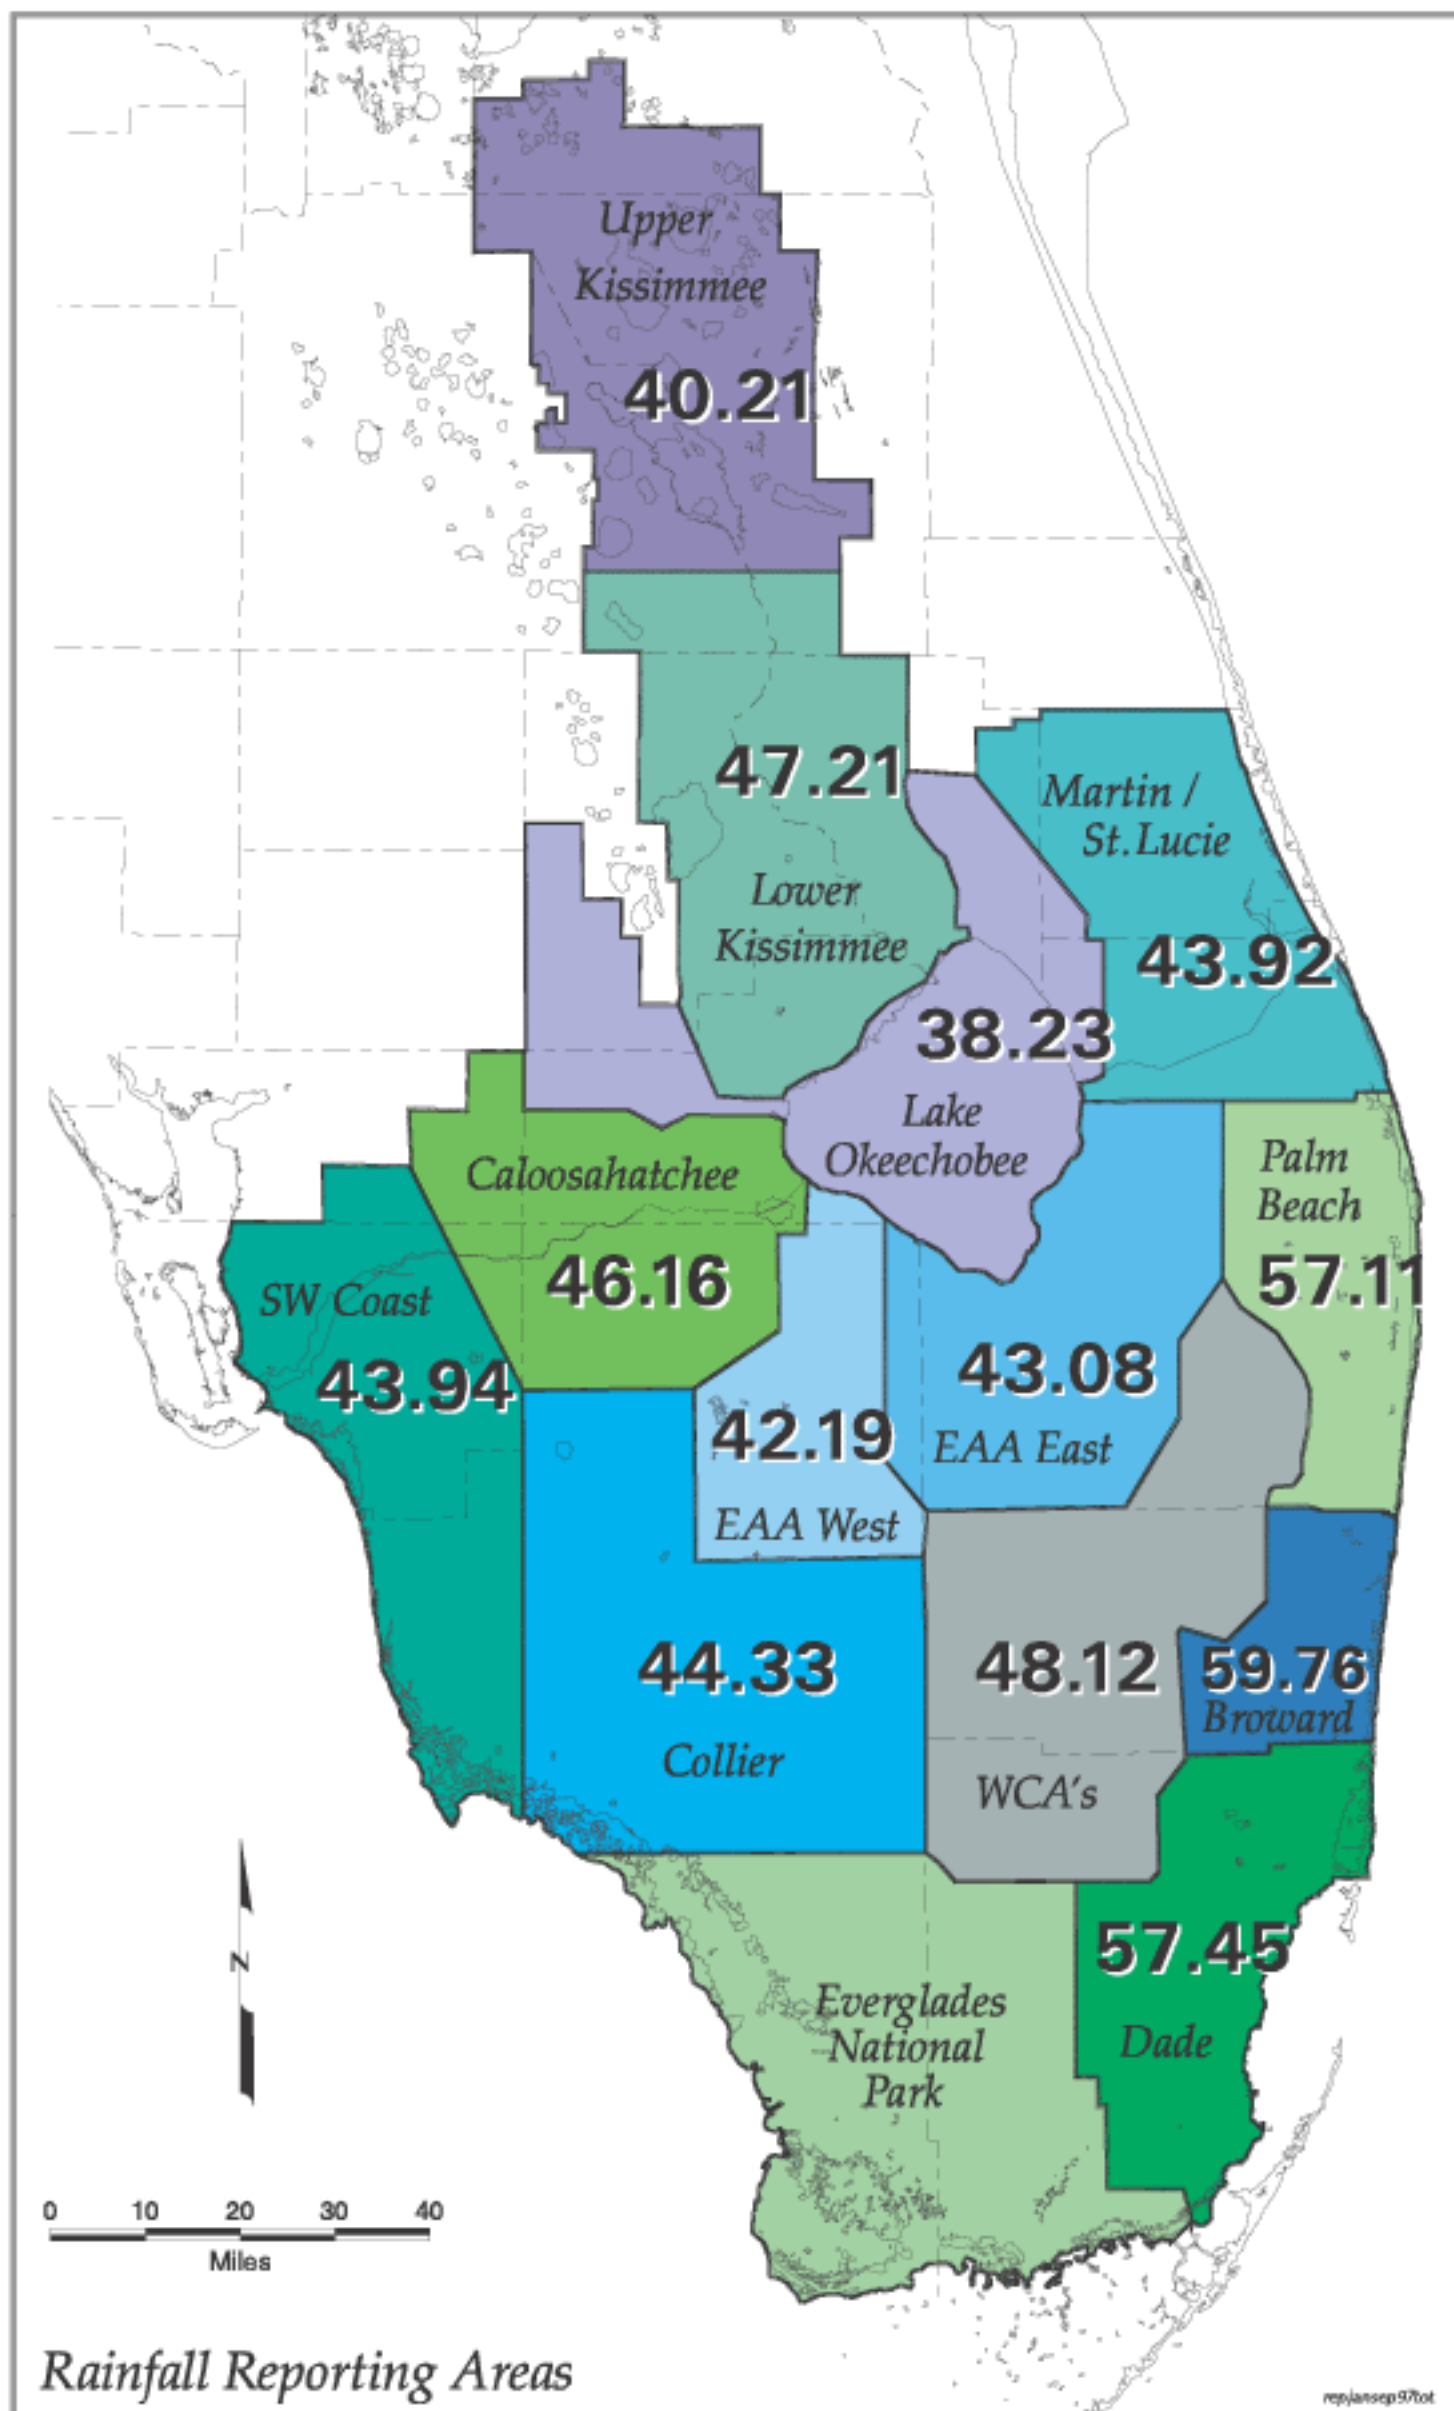 Upper
Kissimmee
40.21
47.21
Martin /
St. Lucie
Lower
Kissimmee
43.92
38.23
Lake
Okeechobee
Caloosahatchee
Palm
Beach
46.16
57.11
SW Coast
43.94
43.08
42.19
EAA East
EAA West
44.33
48.12
59.76
Broward
Collier
WCA's
57.45
Everglades
National
Park
Dade
N
0 10 20 30 40
Miles
Rainfall Reporting Areas
repjansep97tot